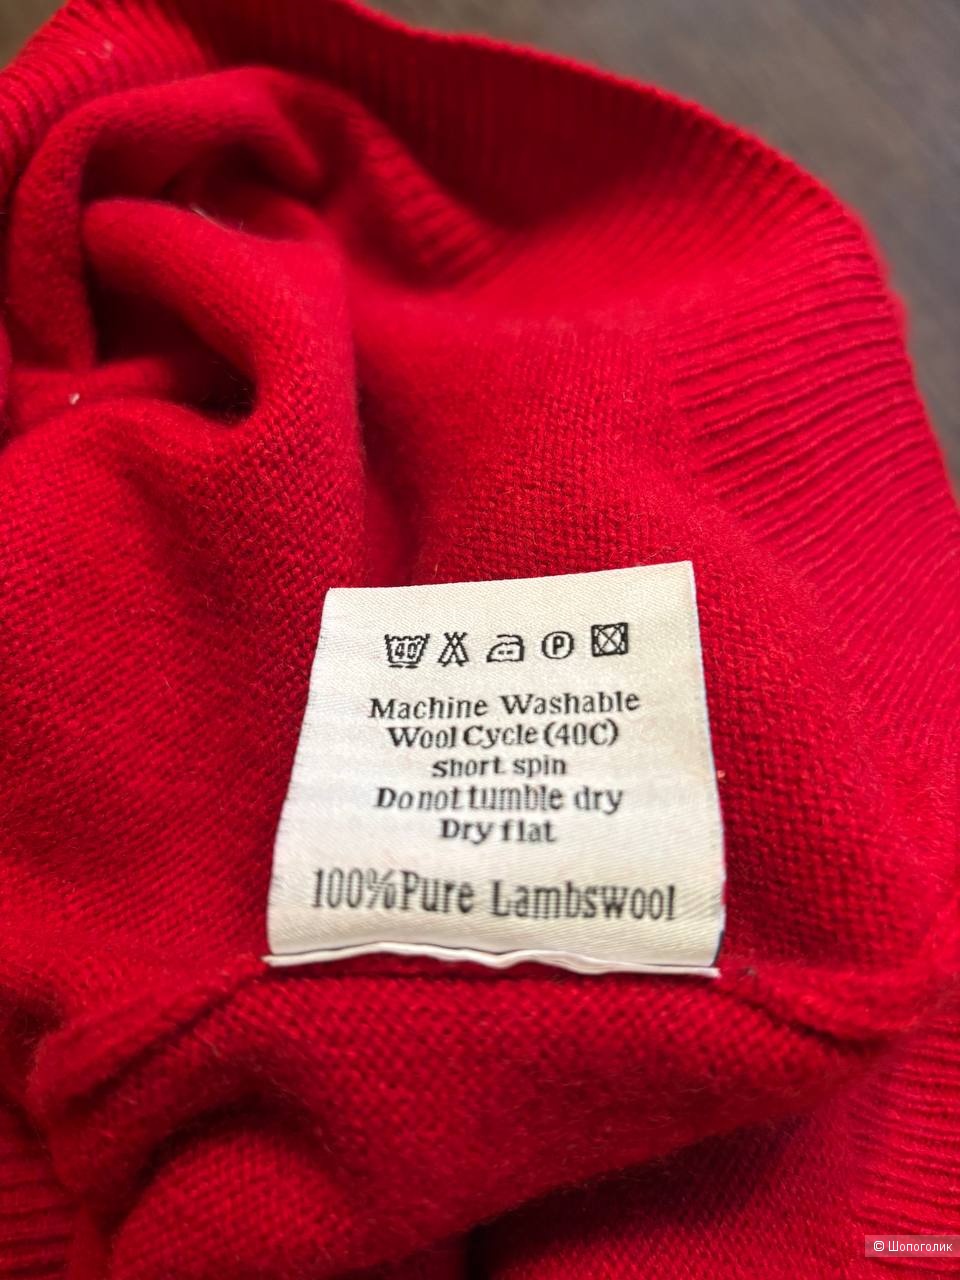 40 P
Machine Washable
Wool Cycle (40C)
short spin
Do not tumble dry
Dry flat
100% Pure Lambswool
© Шопоголик